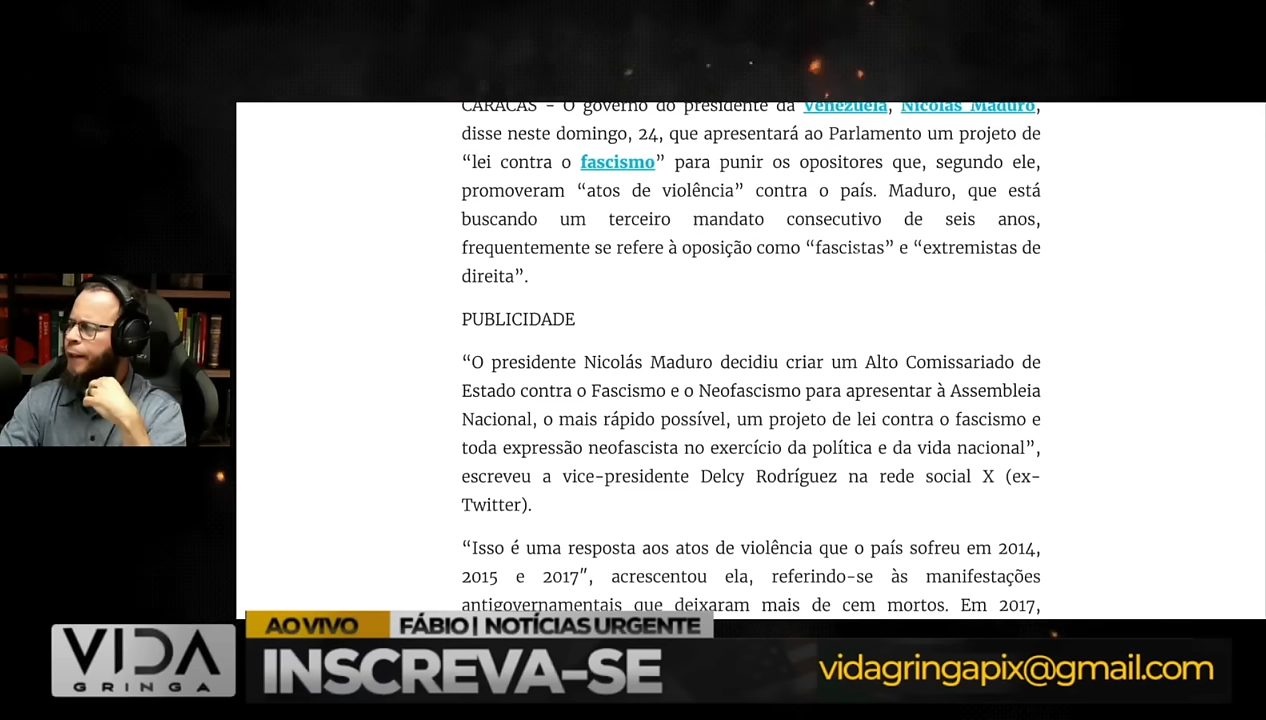 CARACAS - O governo do presidente da Venezuela, Nicolás Maduro,
disse neste domingo, 24, que apresentará ao Parlamento um projeto de
“lei contra o fascismo” para punir os opositores que, segundo ele,
promoveram “atos de violência” contra o país. Maduro, que está
buscando um terceiro mandato consecutivo de seis anos,
frequentemente se refere à oposição como “fascistas” e “extremistas de
direita”.
PUBLICIDADE
“O presidente Nicolás Maduro decidiu criar um Alto Comissariado de
Estado contra o Fascismo e o Neofascismo para apresentar à Assembleia
Nacional, o mais rápido possível, um projeto de lei contra o fascismo e
toda expressão neofascista no exercício da política e da vida nacional”,
escreveu a vice-presidente Delcy Rodríguez na rede social X (ex-
Twitter).
“Isso é uma resposta aos atos de violência que o país sofreu em 2014,
2015 e 2017″, acrescentou ela, referindo-se às manifestações
antigovernamentais que deixaram mais de cem mortos. Em 2017,
AO VIVO FÁBIO | NOTÍCIAS URGENTE
VIDA
GRINGA
INSCREVA-SE
vidagringapix@gmail.com